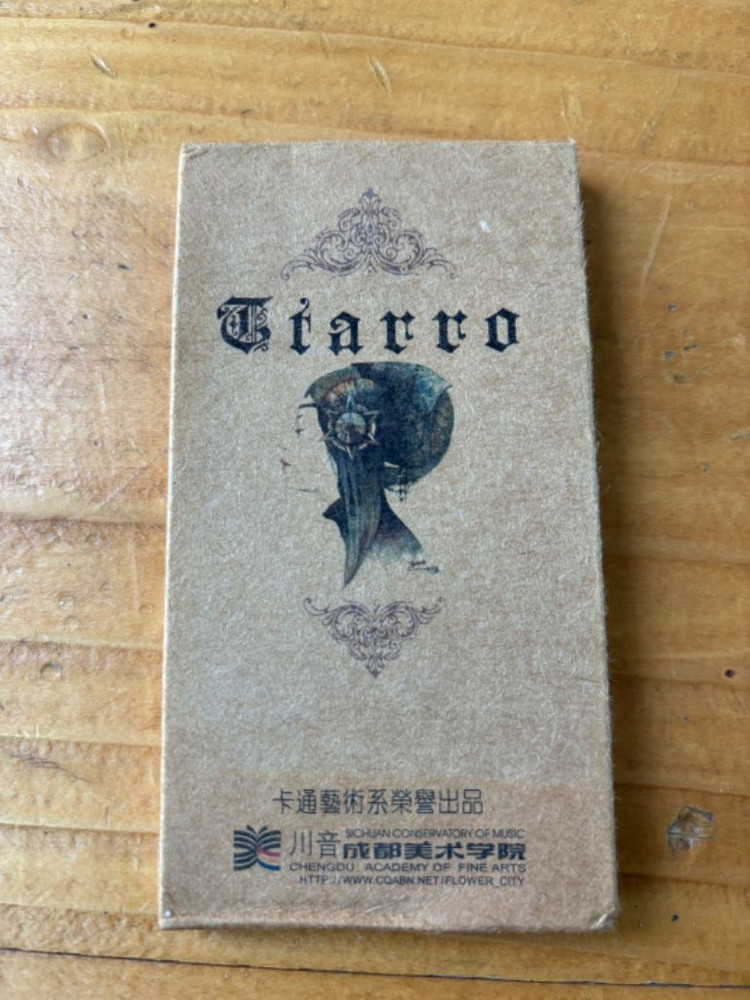 Ttarro
卡通藝術系榮譽出品
川音 SICHUAN CONSERVATORY OF MUSIC
成都美术学院
CHENGDU ACADEMY OF FINE ARTS
HTTP://WWW.CQABN.NET/FLOWER_CITY